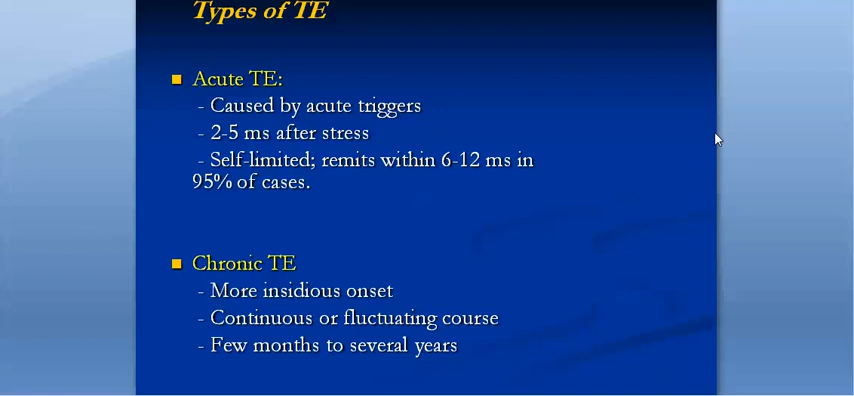 Types of TE
Acute TE:
- Caused by acute triggers
- 2-5 ms after stress
- Self-limited; remits within 6-12 ms in
95% of cases.
Chronic TE
- More insidious onset
- Continuous or fluctuating course
- Few months to several years